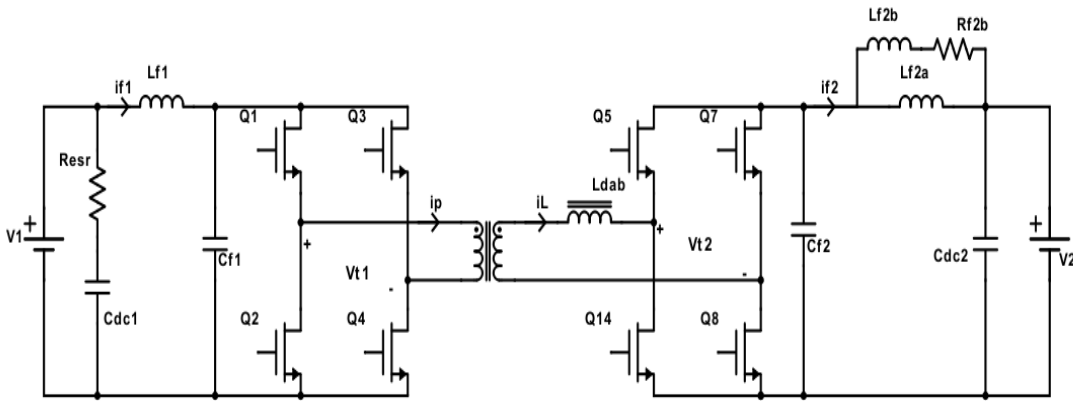 Lf2b
Rf2b
if1
Lf1
if2
Lf2a
Q1
Q3
Q5
Q7
Resr
Ldab
ip
iL
+
V1
+
+
+
Cf1
Vt1
Vt2
Cf2
Cdc2
V2
-
-
Cdc1
Q2
Q4
Q14
Q8